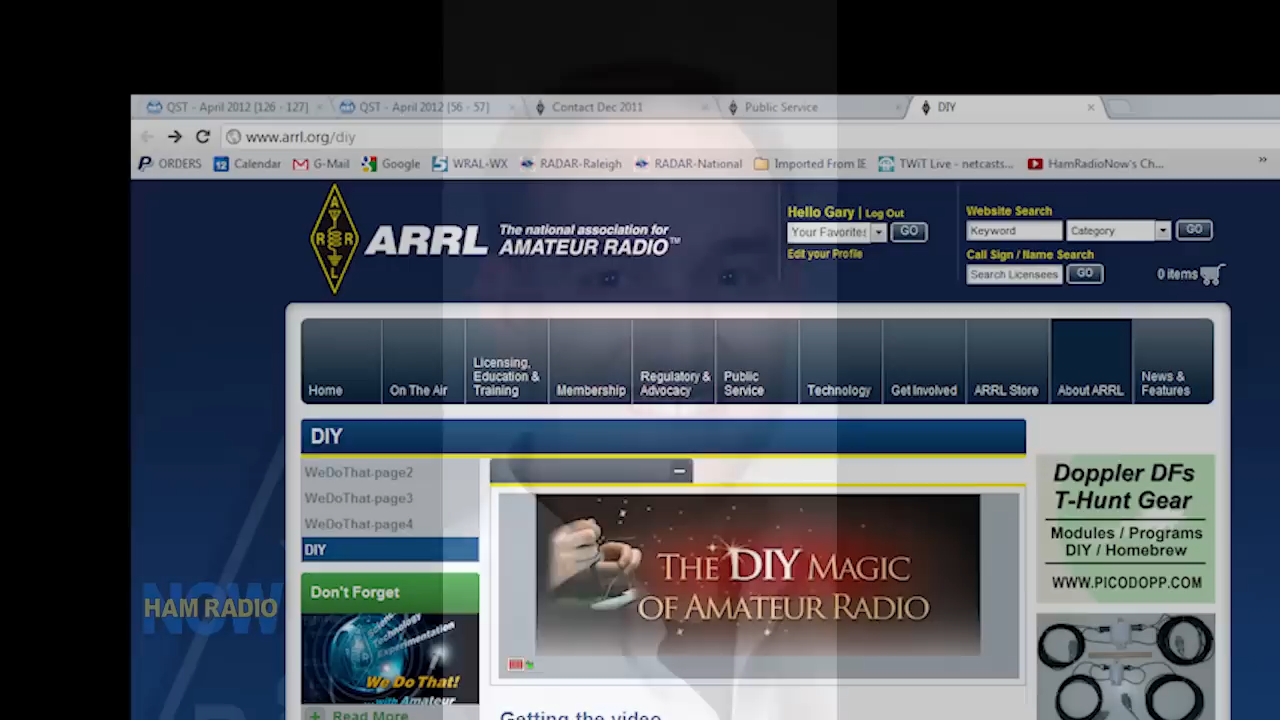 QST - April 2012 [126 - 127]
QST - April 2012 [56 - 57]
Contact Dec 2011
Public Service
DIY
www.arrl.org/diy
ORDERS
Calendar
G-Mail
Google
WRAL-WX
RADAR-Raleigh
RADAR-National
Imported From IE
TWiT Live - netcasts...
HamRadioNow's Ch...
ARRL
ARRL
The national association for
AMATEUR RADIO™
Hello Gary | Log Out
Your Favorites
GO
Edit your Profile
Website Search
Keyword
Category
GO
Call Sign / Name Search
Search Licensees
GO
0 items
Home
On The Air
Licensing,
Education &
Training
Membership
Regulatory &
Advocacy
Public
Service
Technology
Get Involved
ARRL Store
About ARRL
News &
Features
DIY
WeDoThat-page2
WeDoThat-page3
WeDoThat-page4
DIY
Don't Forget
Technology
Experimentation
We Do That!
...with Amateur
Read More
THE DIY MAGIC
OF AMATEUR RADIO
Getting the video
Doppler DFs
T-Hunt Gear
Modules / Programs
DIY / Homebrew
WWW.PICODOPP.COM
NOW
HAM RADIO